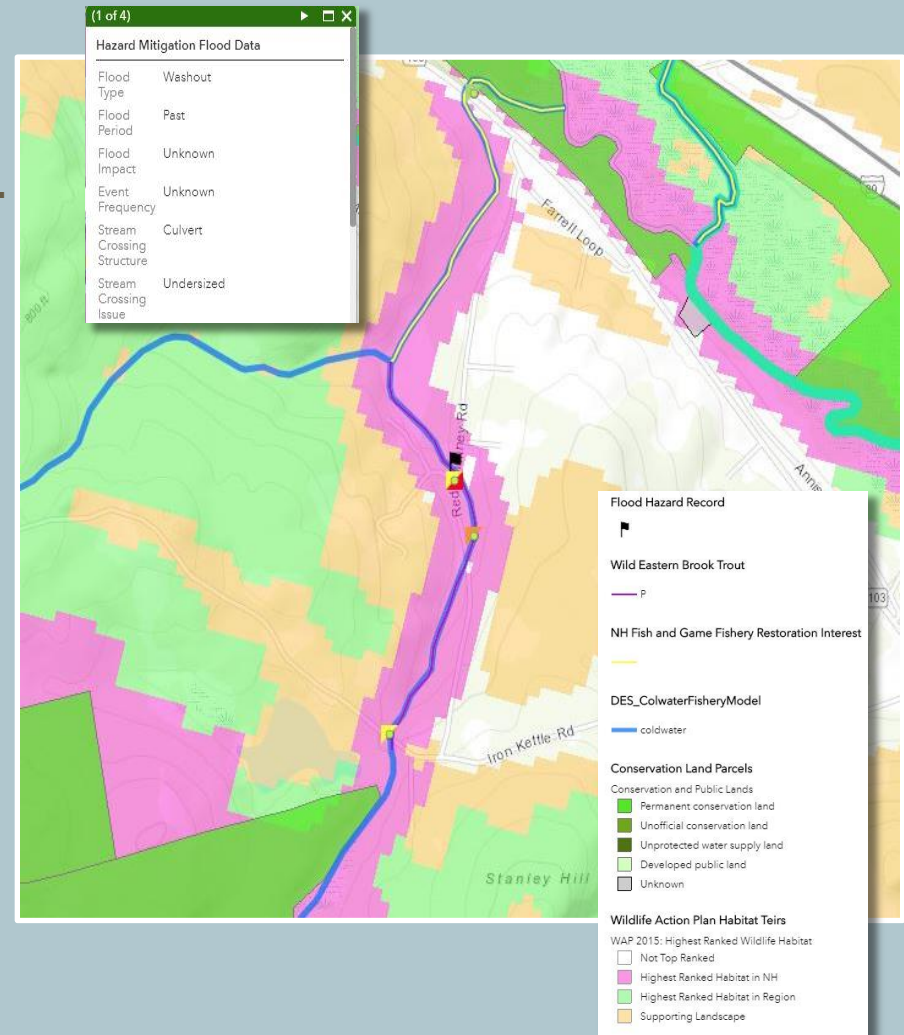 (1 of 4)
Hazard Mitigation Flood Data
Flood Type Washout
Flood Period Past
Flood Impact Unknown
Event Frequency Unknown
Stream Crossing Structure Culvert
Stream Crossing Issue Undersized
Farrell Loop
809 ft
Iron Kettle Rd
Stanley Hill
103
Flood Hazard Record
Wild Eastern Brook Trout
P
NH Fish and Game Fishery Restoration Interest
DES_ColwaterFisheryModel
coldwater
Conservation Land Parcels
Conservation and Public Lands
Permanent conservation land
Unofficial conservation land
Unprotected water supply land
Developed public land
Unknown
Wildlife Action Plan Habitat Teirs
WAP 2015: Highest Ranked Wildlife Habitat
Not Top Ranked
Highest Ranked Habitat in NH
Highest Ranked Habitat in Region
Supporting Landscape